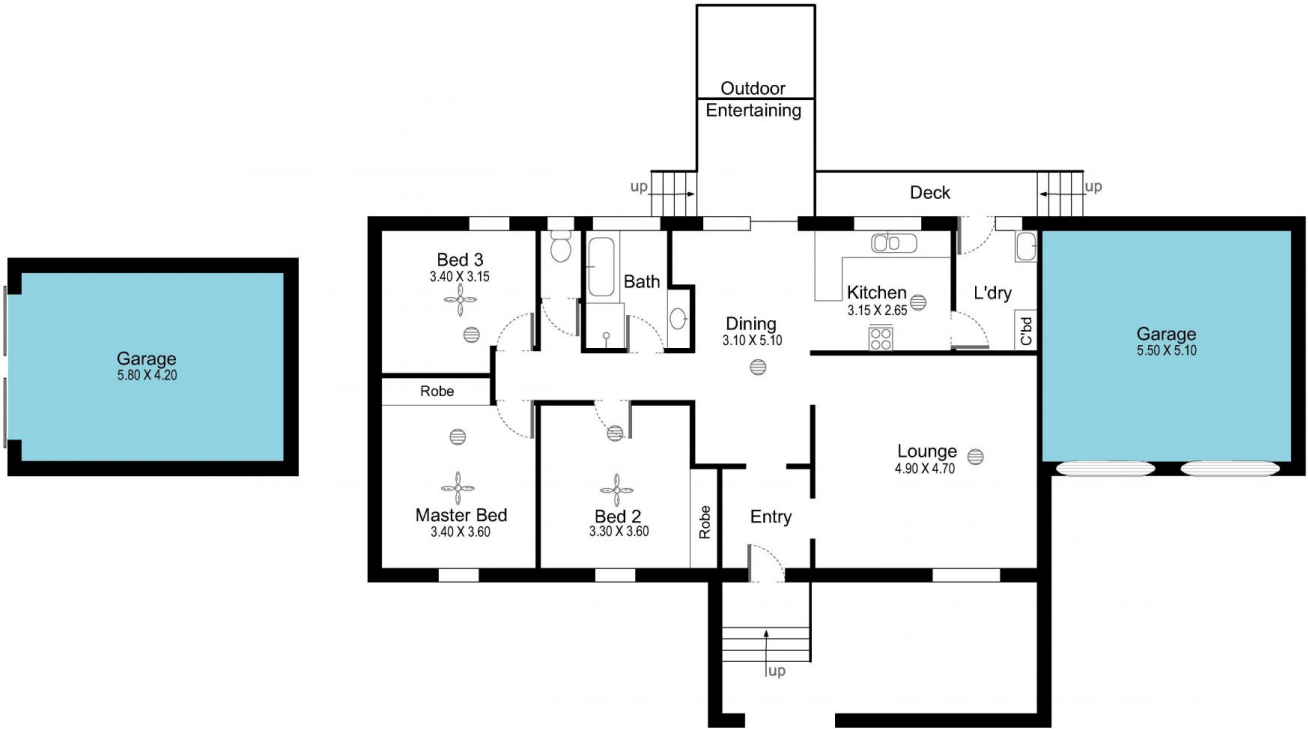 Outdoor
Entertaining
up
Deck
up
Bed 3
3.40 X 3.15
Bath
Kitchen
3.15 X 2.65
L'dry
C'bd
Dining
3.10 X 5.10
Garage
5.50 X 5.10
Garage
5.80 X 4.20
Robe
Master Bed
3.40 X 3.60
Bed 2
3.30 X 3.60
Robe
Entry
Lounge
4.90 X 4.70
up